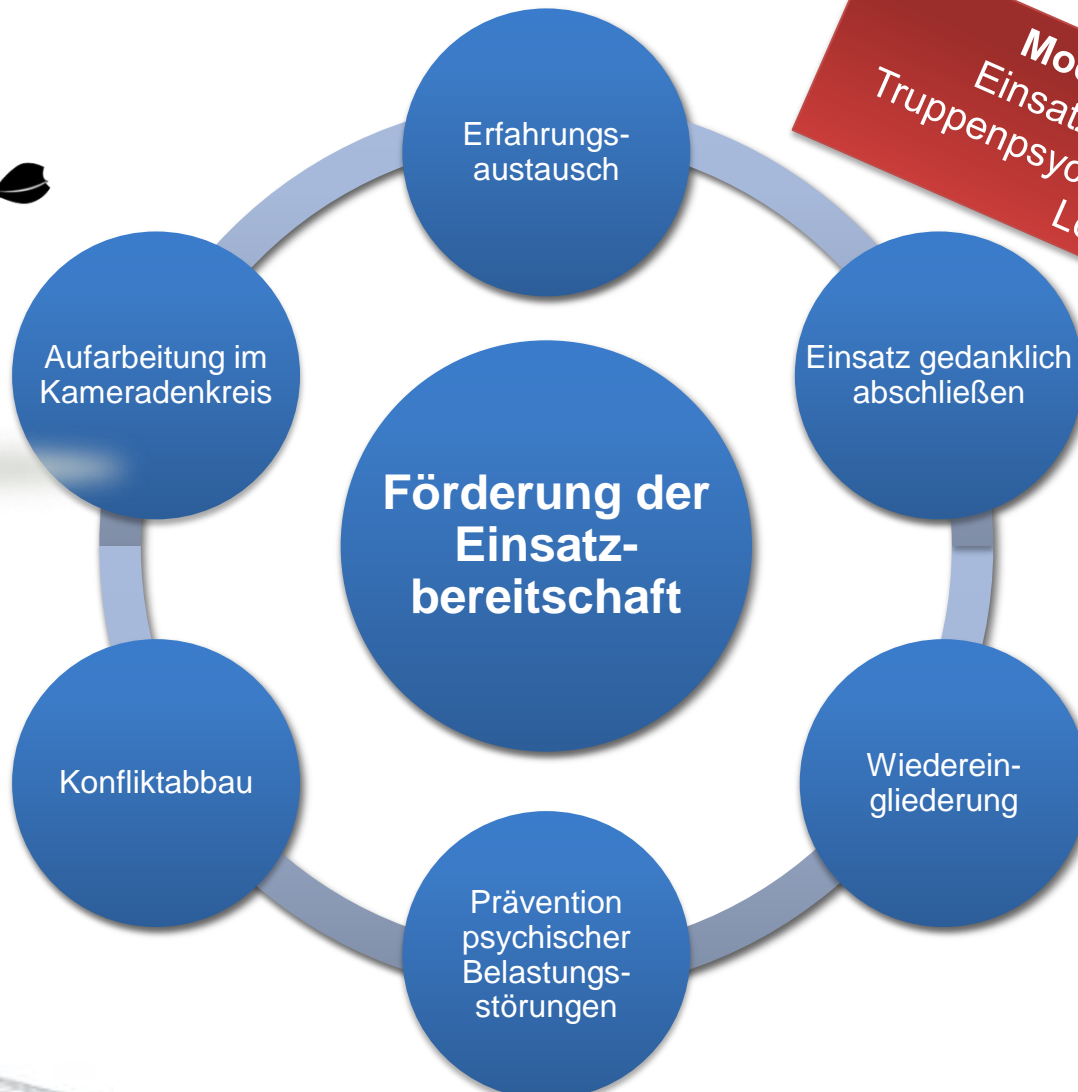 Erfahrungs-
austausch
Einsatz gedanklich
abschließen
Wiederein-
gliederung
Prävention
psychischer
Belastungs-
störungen
Konfliktabbau
Aufarbeitung im
Kameradenkreis
Förderung der
Einsatz-
bereitschaft